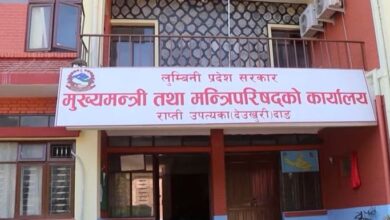 लुम्बिनी प्रदेश सरकार
मुख्यमन्त्री तथा मन्त्रिपरिषद्को कार्यालय
राप्ती उपत्यका(देउखुरी)दाङ